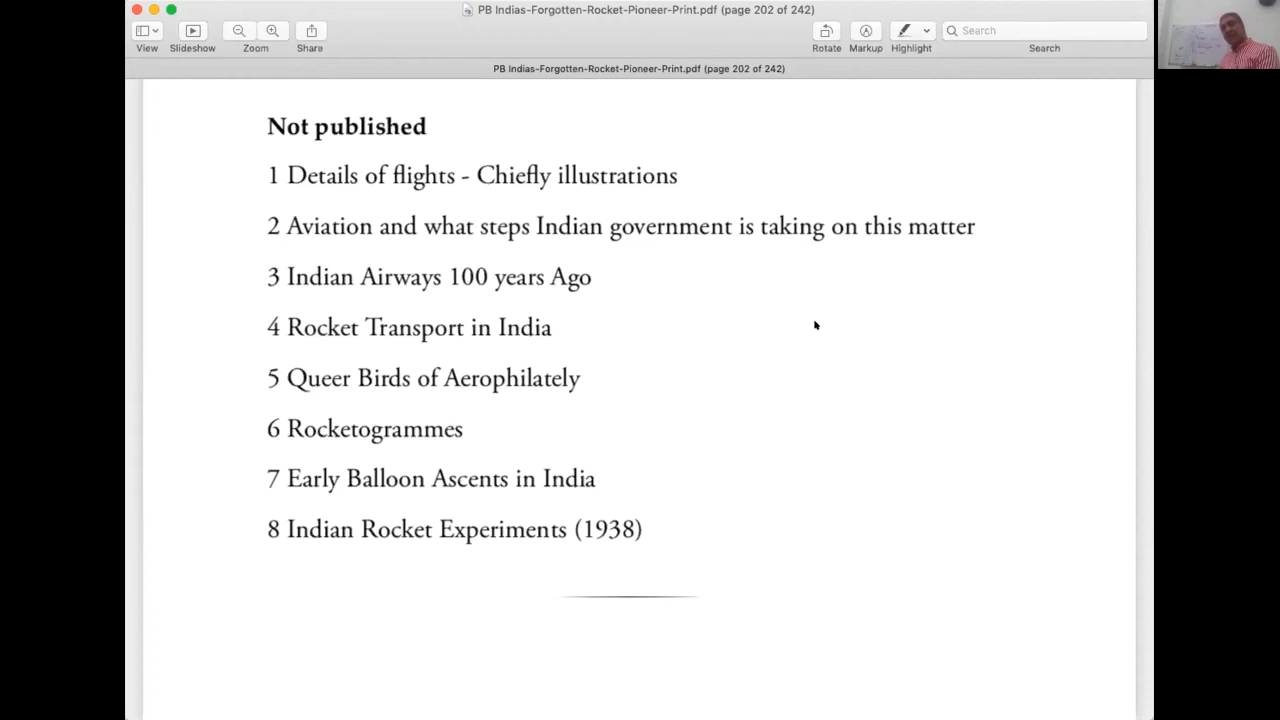 PB Indias-Forgotten-Rocket-Pioneer-Print.pdf (page 202 of 242)
View
Slideshow
Zoom
Share
Rotate
Markup
Highlight
Search
Search
PB Indias-Forgotten-Rocket-Pioneer-Print.pdf (page 202 of 242)
Not published
1 Details of flights - Chiefly illustrations
2 Aviation and what steps Indian government is taking on this matter
3 Indian Airways 100 years Ago
4 Rocket Transport in India
5 Queer Birds of Aerophilately
6 Rocketogrammes
7 Early Balloon Ascents in India
8 Indian Rocket Experiments (1938)